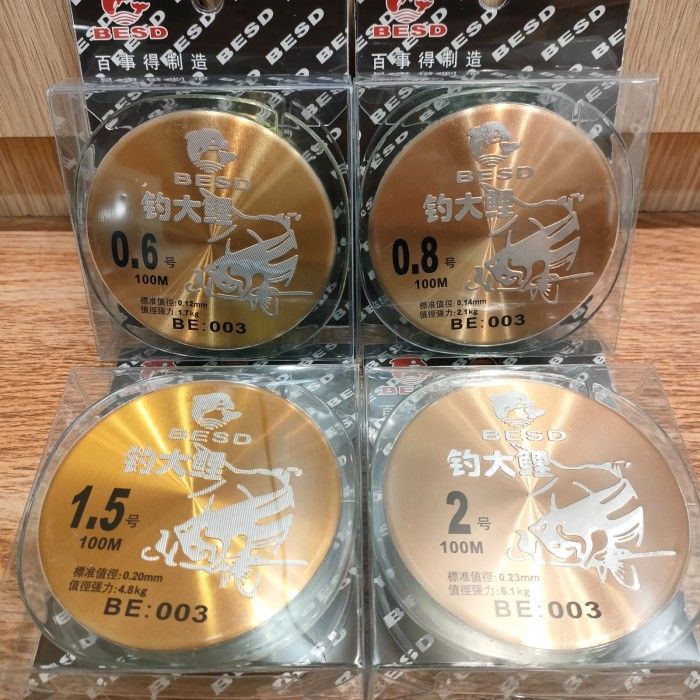 BESD
百事得制造
BESD
钓大鲤
0.6号
100M
標准值徑:0.12mm
值徑强力:1.7kg
BE:003
BESD
百事得制造
BESD
钓大鲤
0.8号
100M
標准值徑:0.14mm
值徑强力:2.1kg
BE:003
BESD
钓大鲤
1.5号
100M
標准值徑:0.20mm
值徑强力:4.8kg
BE:003
BESD
钓大鲤
2号
100M
標准值徑:0.23mm
值徑强力:6.1kg
BE:003